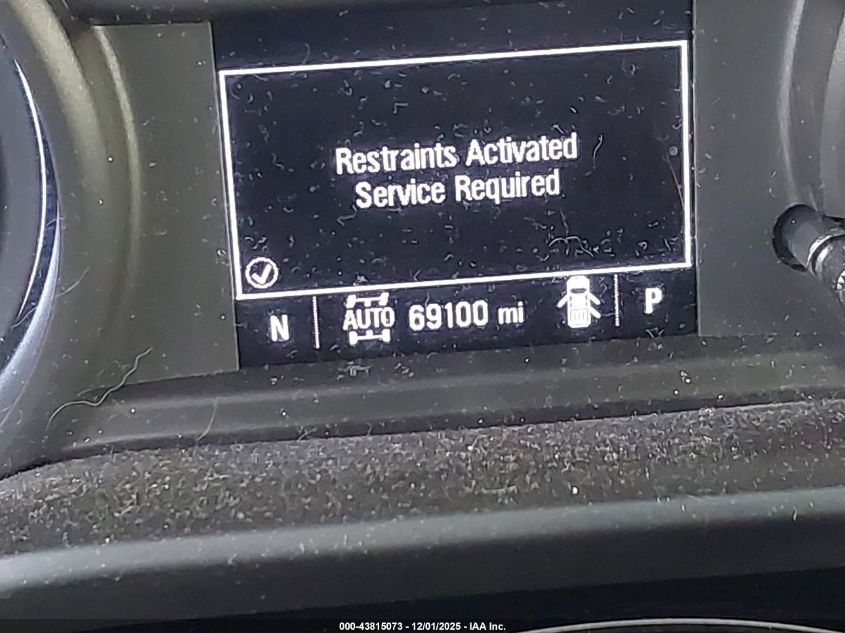 Restraints Activated
Service Required
N AUTO 69100 mi P
000-43815073 - 12/01/2025 - IAA Inc.